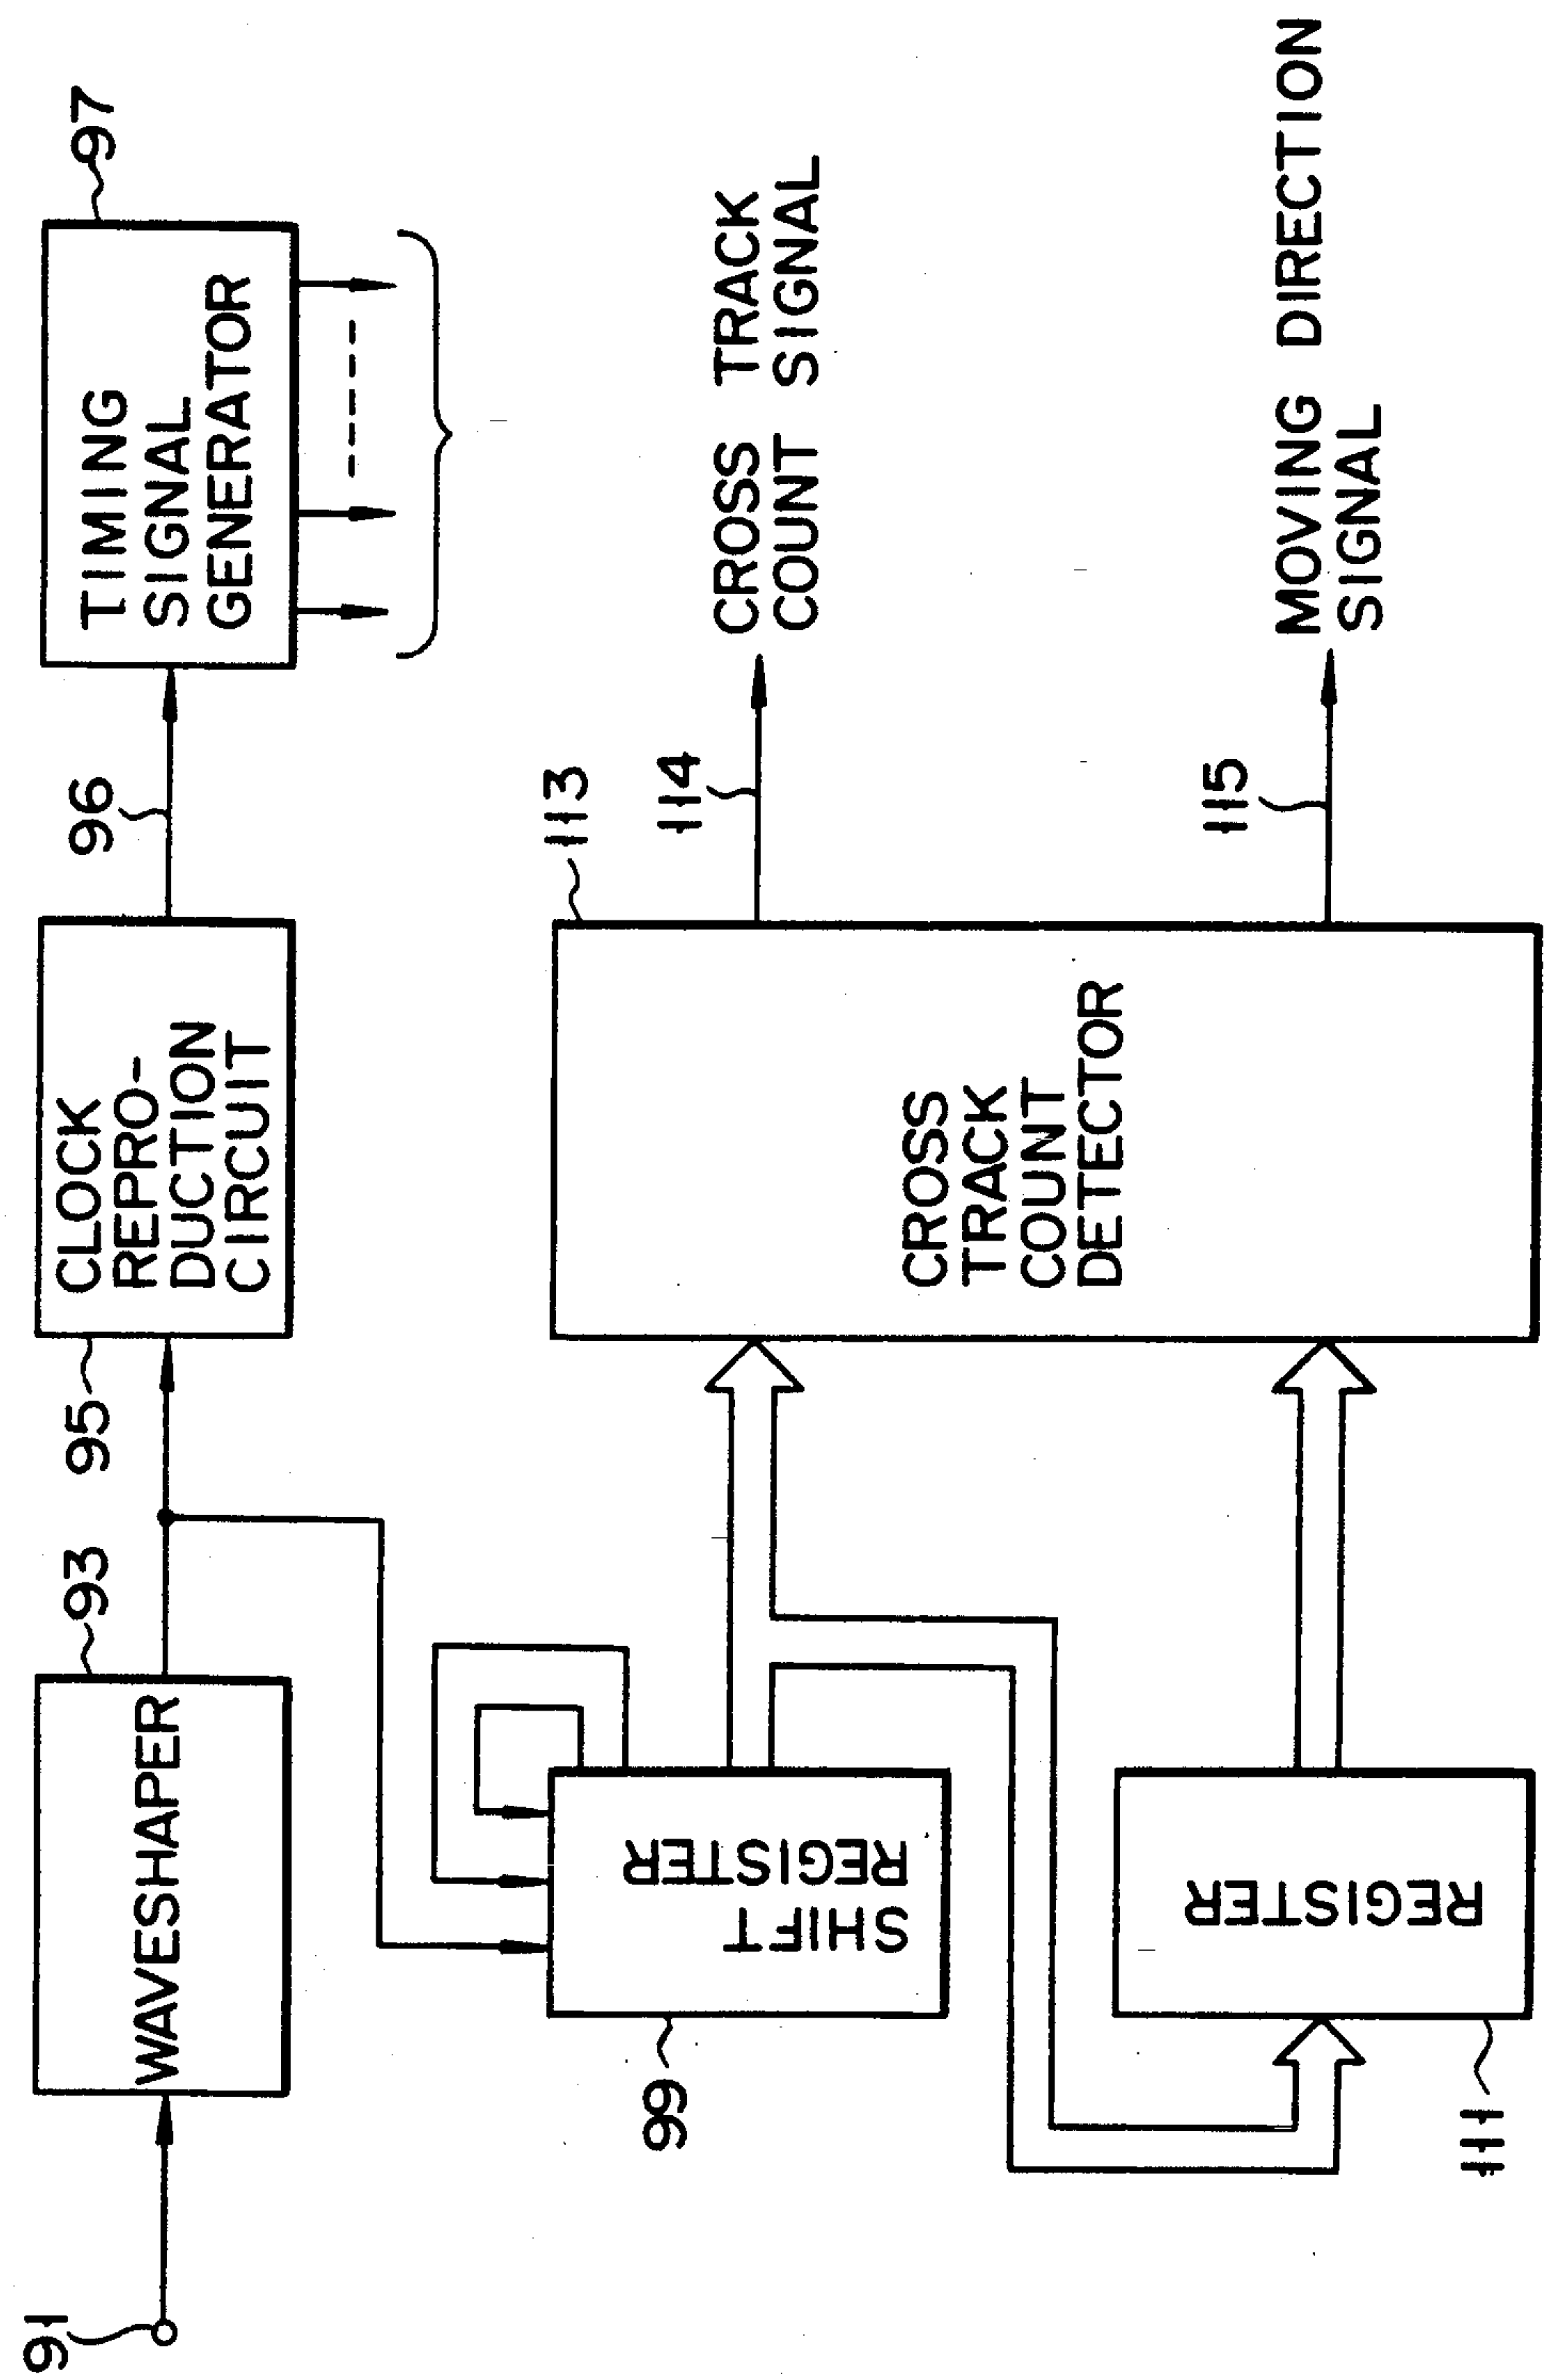 91
WAVESHAPER
93
95
CLOCK
REPRO-
DUCTION
CIRCUIT
96
TIMING
SIGNAL
GENERATOR
97
99
SHIFT
REGISTER
111
REGISTER
113
CROSS
TRACK
COUNT
DETECTOR
114
CROSS TRACK
COUNT SIGNAL
115
MOVING DIRECTION
SIGNAL